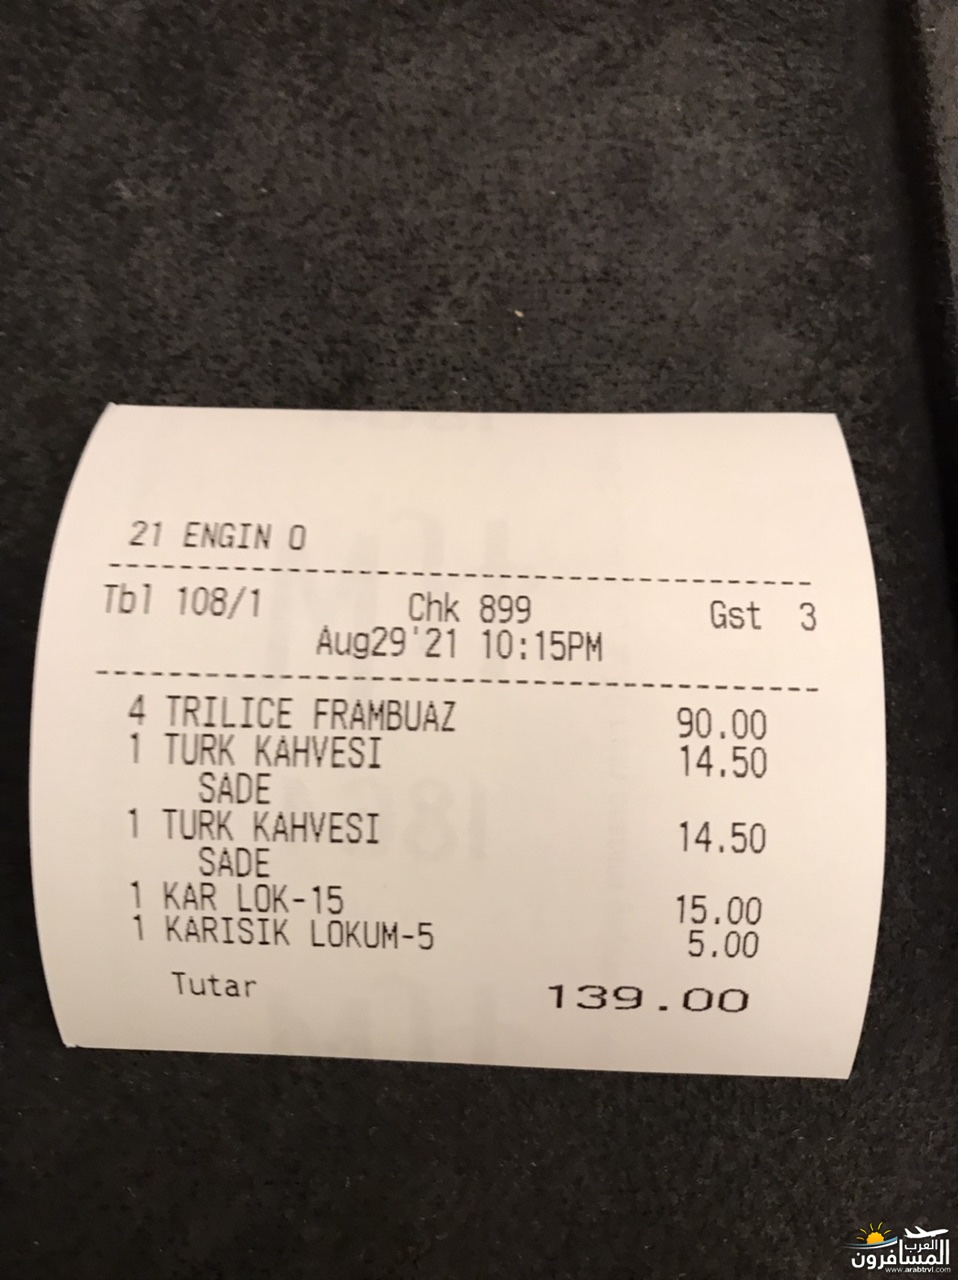 21 ENGIN O
Tbl 108/1 Chk 899 Gst 3
Aug29'21 10:15PM
4 TRILICE FRAMBUAZ 90.00
1 TURK KAHVESI 14.50
SADE
1 TURK KAHVESI 14.50
SADE
1 KAR LOK-15 15.00
1 KARISIK LOKUM-5 5.00
Tutar 139.00
العرب
المسافرون
www.arabtrvl.com